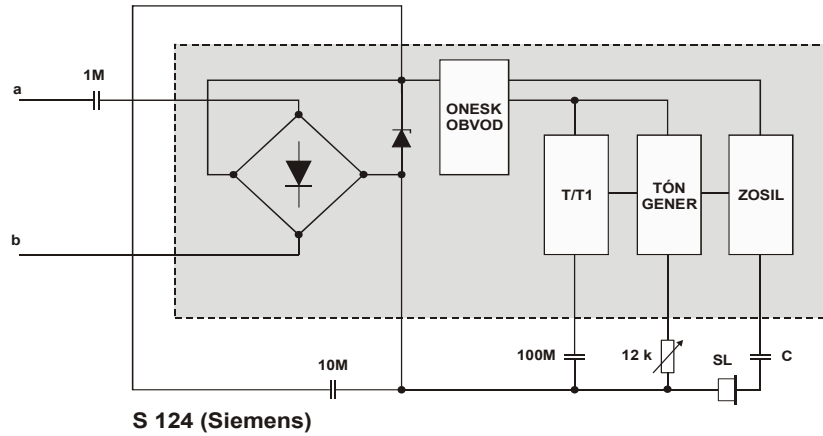 1M
a
b
ONESK
OBVOD
T/T1
TÓN
GENER
ZOSIL
10M
100M
12 k
SL
C
S 124 (Siemens)